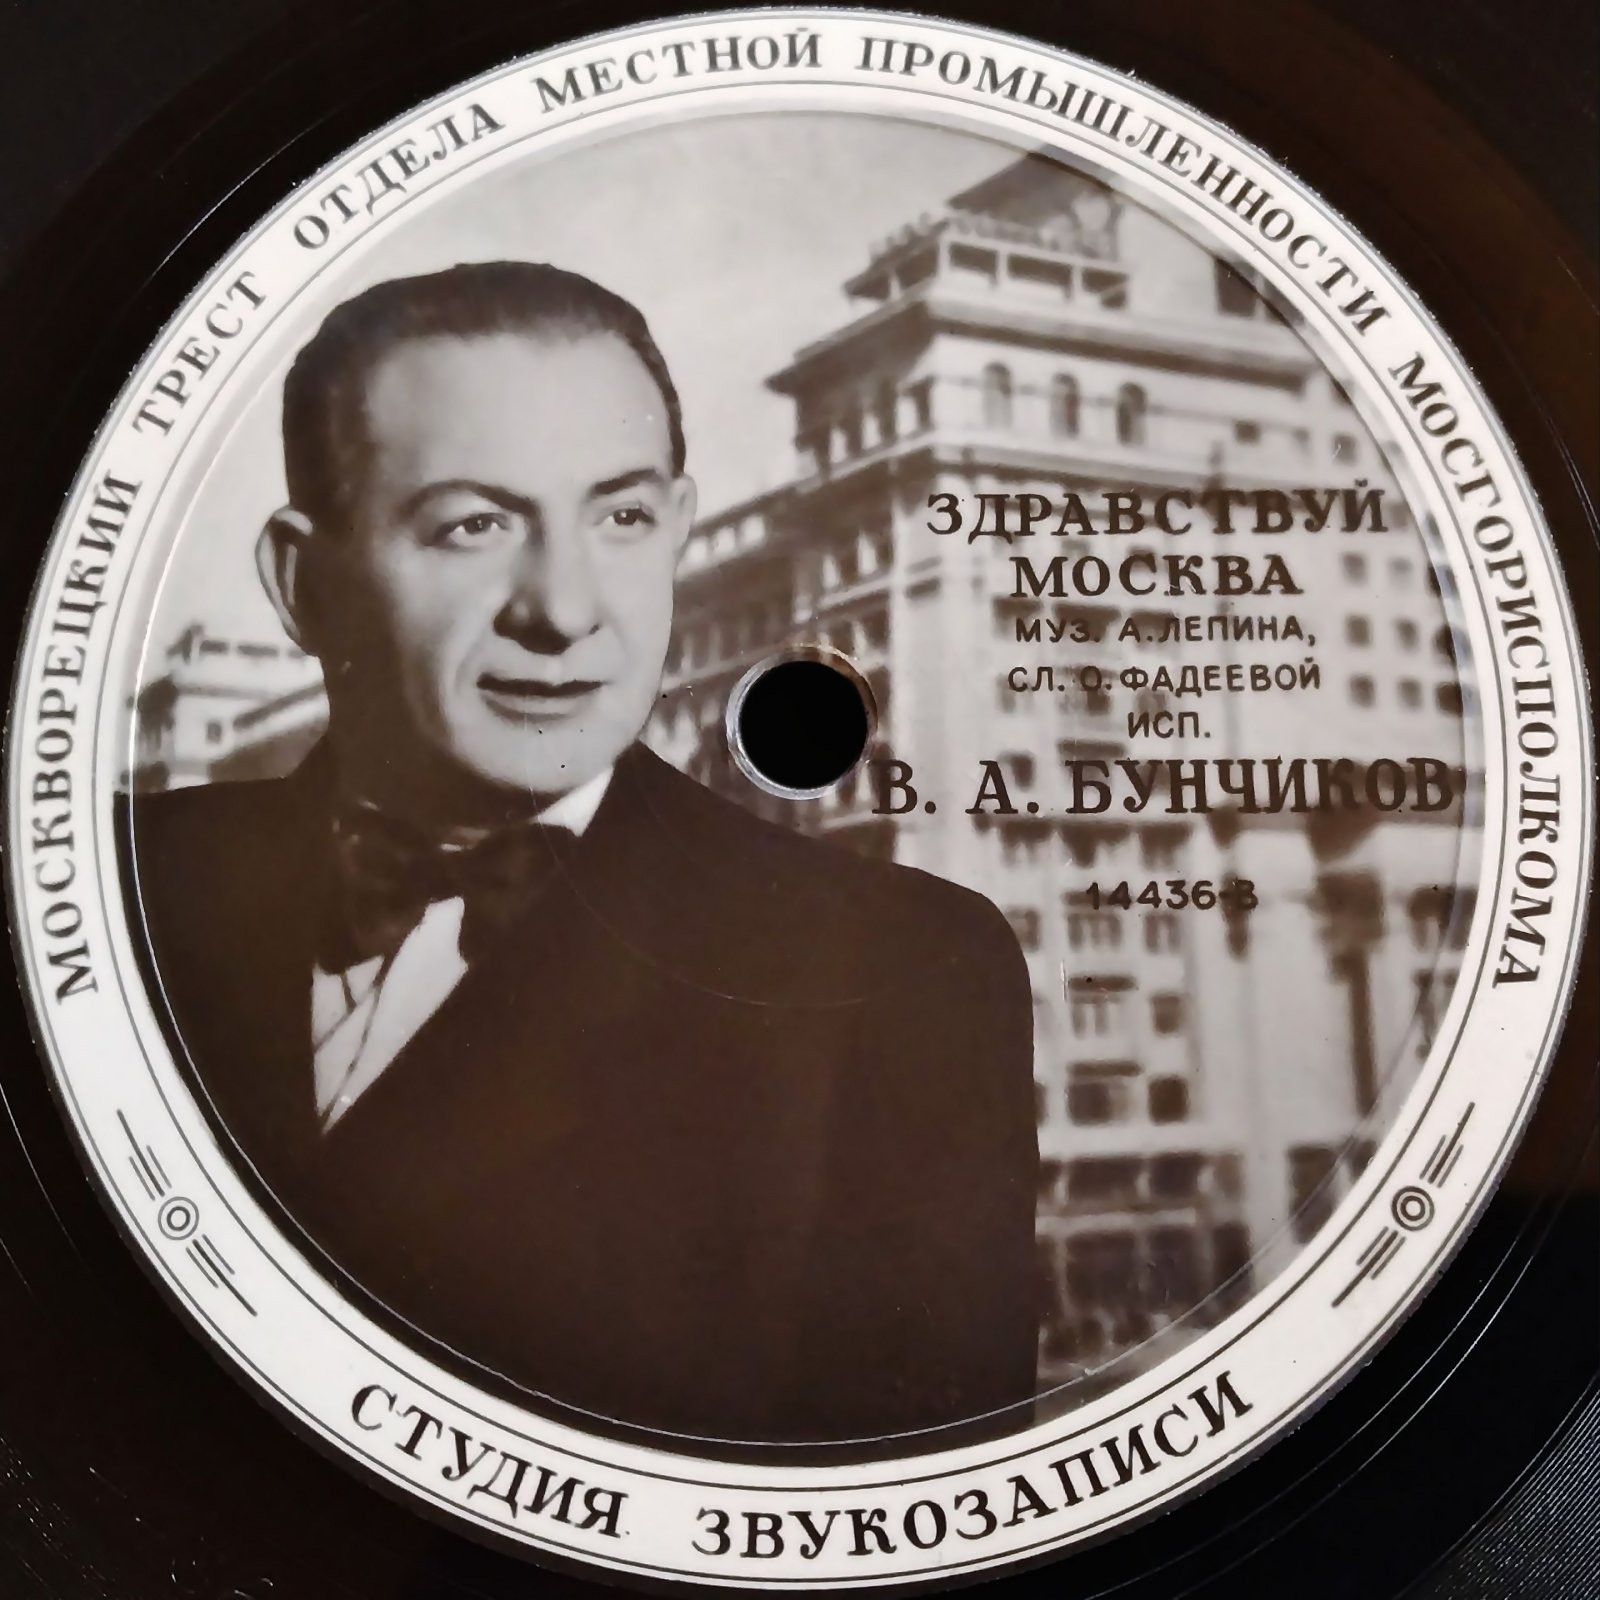 МОСКВОРЕЦКИЙ ТРЕСТ ОТДЕЛА МЕСТНОЙ ПРОМЫШЛЕННОСТИ МОСГОРИСПОЛКОМА
ЗДРАВСТВУЙ
МОСКВА
МУЗ. А. ЛЕПИНА,
СЛ. О. ФАДЕЕВОЙ
ИСП.
В. А. БУНЧИКОВ
14436-В
СТУДИЯ ЗВУКОЗАПИСИ